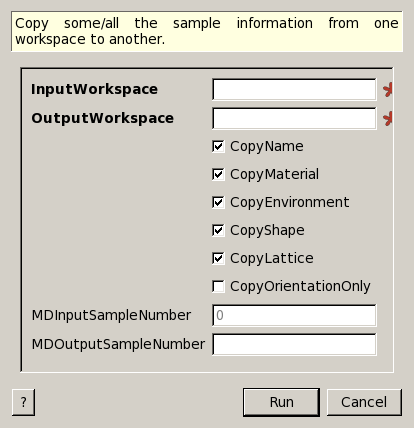 Copy some/all the sample information from one
workspace to another.
InputWorkspace
OutputWorkspace
CopyName
CopyMaterial
CopyEnvironment
CopyShape
CopyLattice
CopyOrientationOnly
MDInputSampleNumber 0
MDOutputSampleNumber
? Run Cancel